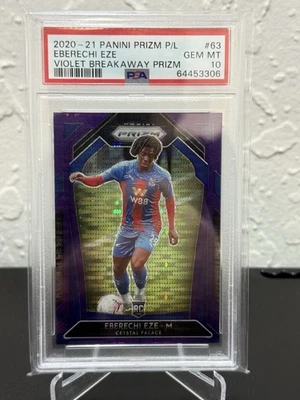 2020-21 PANINI PRIZM P/L #63
EBERECHI EZE GEM MT
VIOLET BREAKAWAY PRIZM 10
PSA 64453306
PANINI
PRIZM
W88
RC
EBERECHI EZE - M
CRYSTAL PALACE